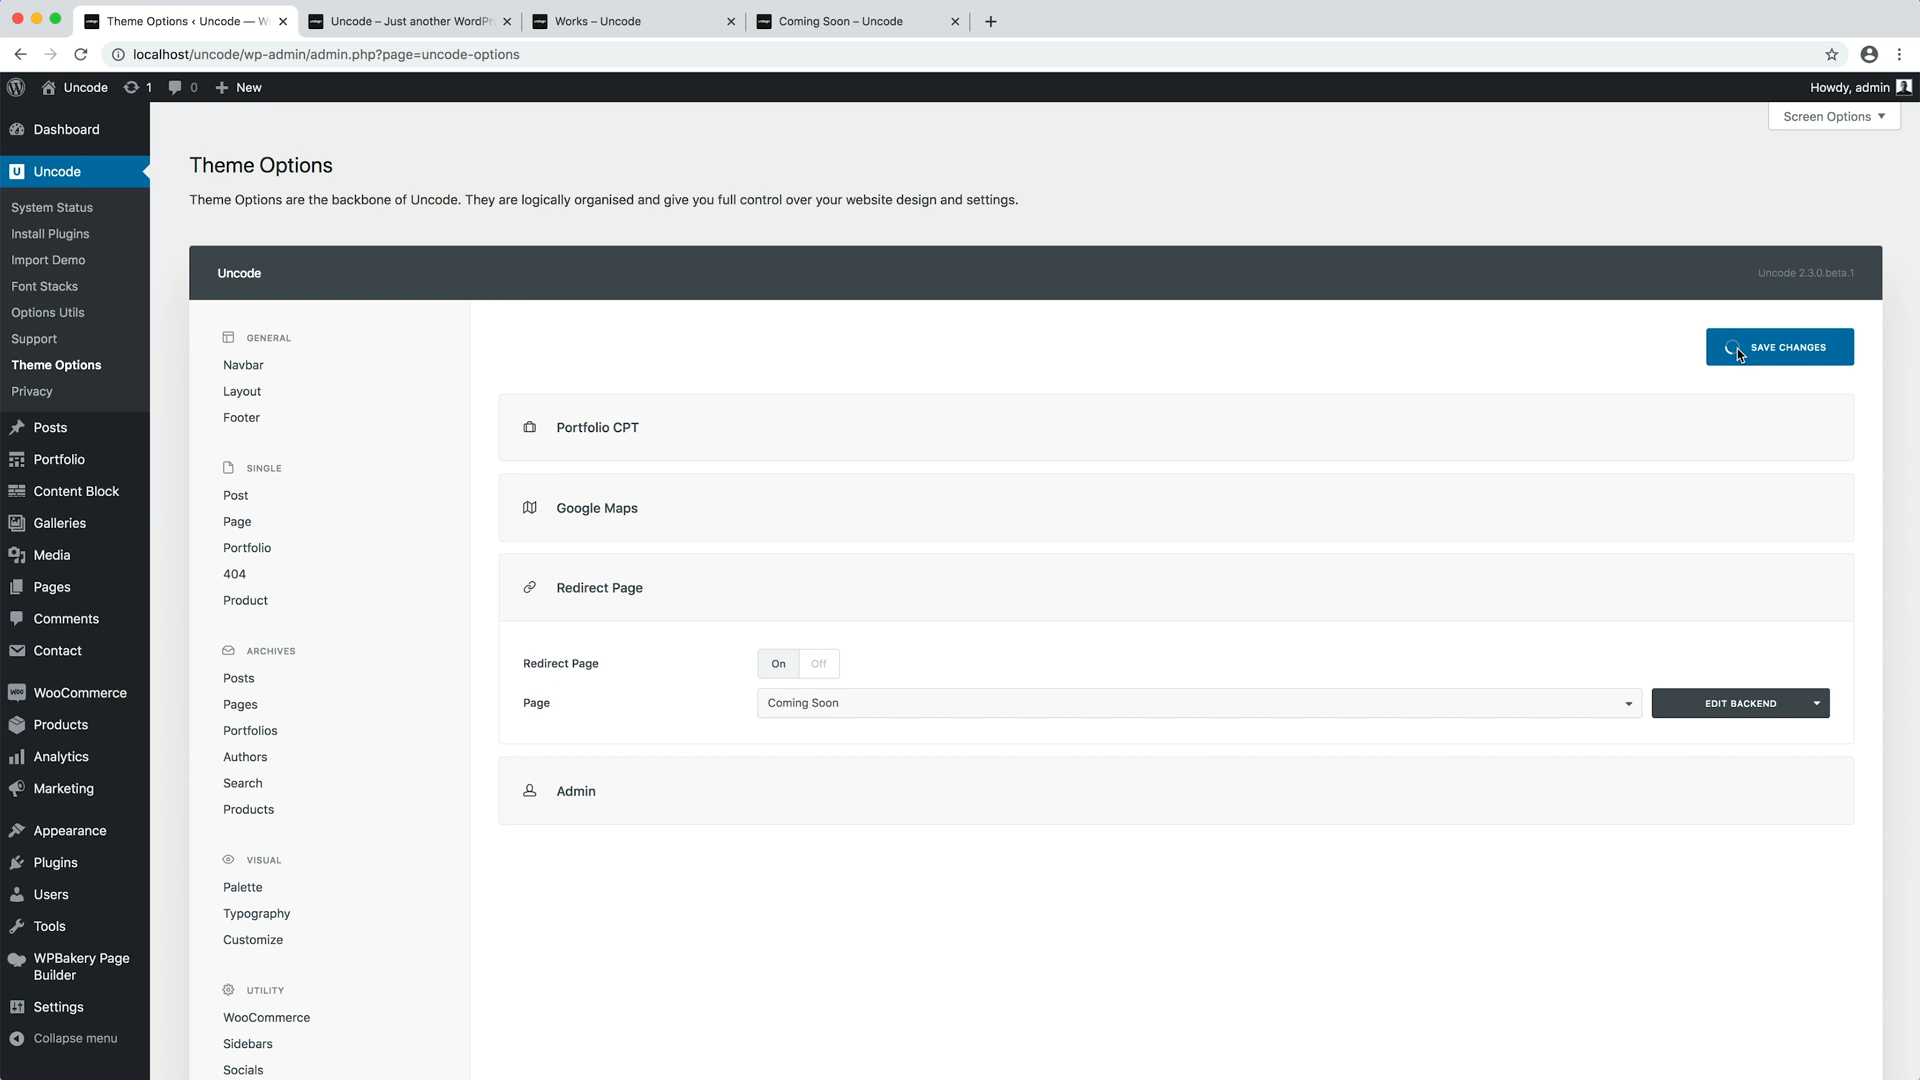 Theme Options ‹ Uncode — W
Uncode – Just another WordPr
Works – Uncode
Coming Soon – Uncode
localhost/uncode/wp-admin/admin.php?page=uncode-options
Uncode
1
0
New
Howdy, admin
Screen Options
Dashboard
Uncode
System Status
Install Plugins
Import Demo
Font Stacks
Options Utils
Support
Theme Options
Privacy
Posts
Portfolio
Content Block
Galleries
Media
Pages
Comments
Contact
WooCommerce
Products
Analytics
Marketing
Appearance
Plugins
Users
Tools
WPBakery Page
Builder
Settings
Collapse menu
Theme Options
Theme Options are the backbone of Uncode. They are logically organised and give you full control over your website design and settings.
Uncode
Uncode 2.3.0.beta.1
GENERAL
Navbar
Layout
Footer
SINGLE
Post
Page
Portfolio
404
Product
ARCHIVES
Posts
Pages
Portfolios
Authors
Search
Products
VISUAL
Palette
Typography
Customize
UTILITY
WooCommerce
Sidebars
Socials
SAVE CHANGES
Portfolio CPT
Google Maps
Redirect Page
Redirect Page
On
Off
Page
Coming Soon
EDIT BACKEND
Admin